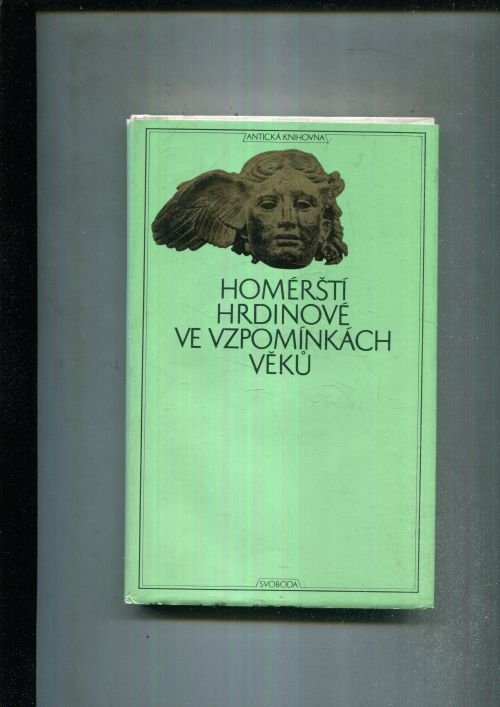 ANTICKÁ KNIHOVNA
HOMÉRŠTÍ
HRDINOVÉ
VE VZPOMÍNKÁCH
VĚKŮ
SVOBODA